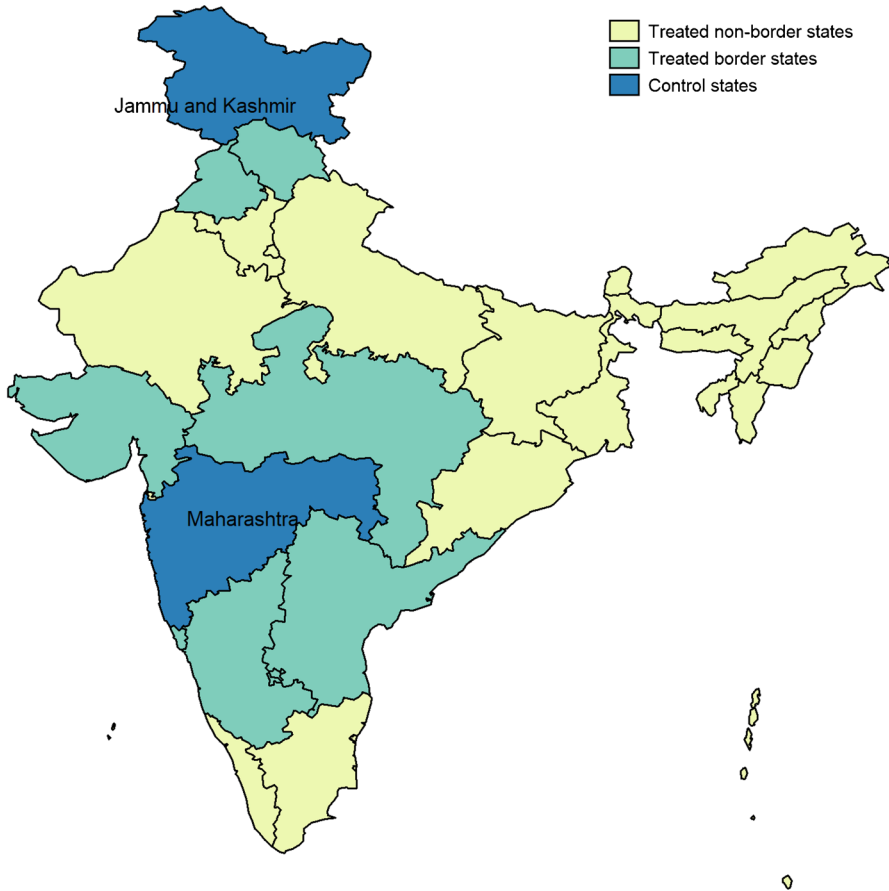 Treated non-border states
Treated border states
Control states
Jammu and Kashmir
Maharashtra